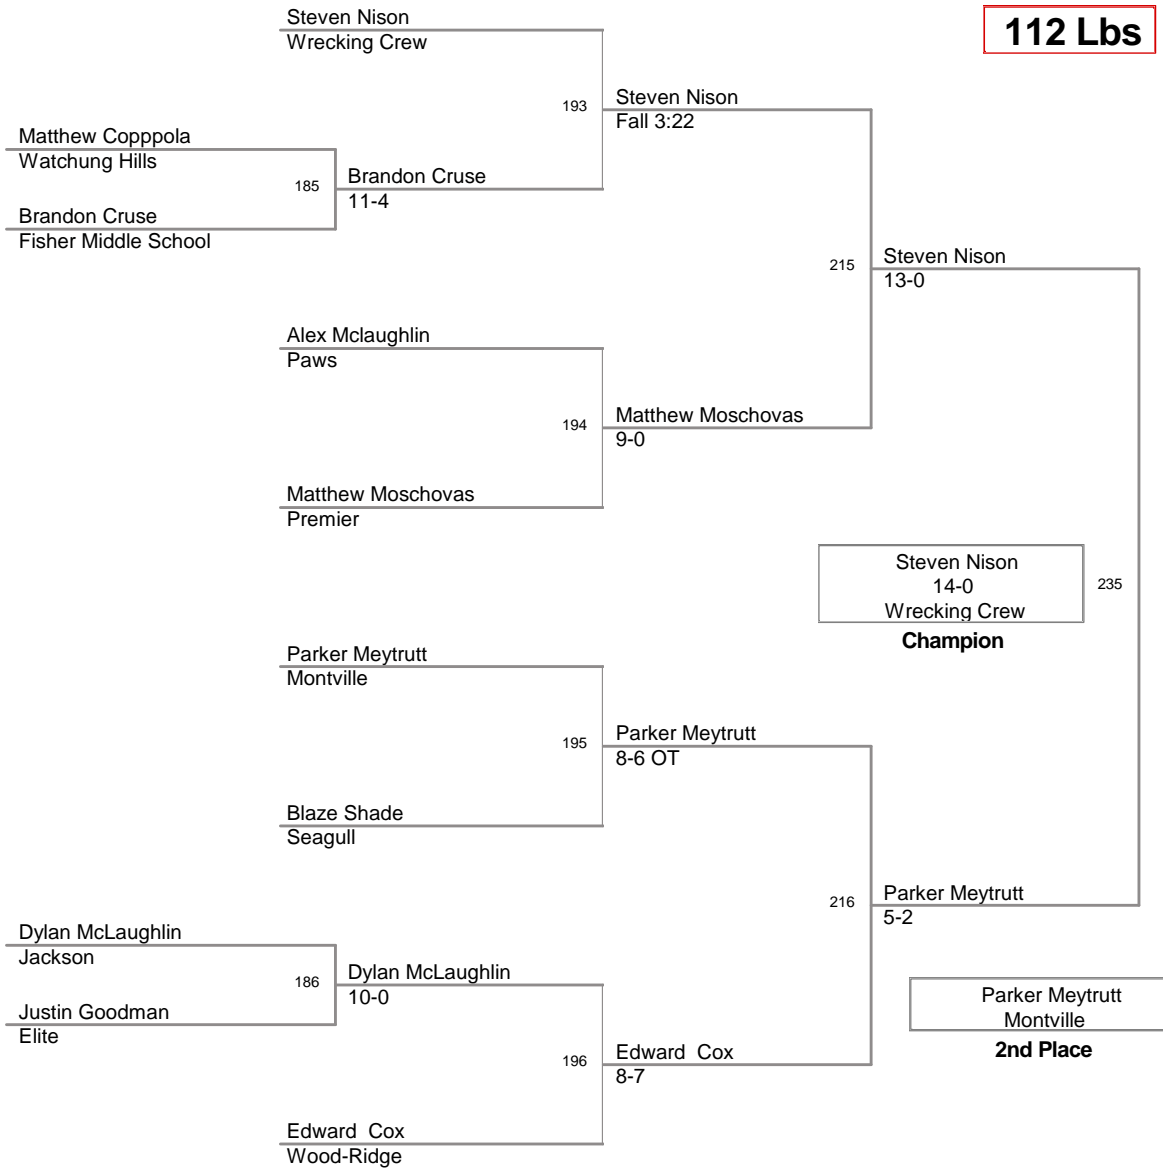 Steven Nison
Wrecking Crew
112 Lbs
193
Steven Nison
Fall 3:22
Matthew Copppola
Watchung Hills
185
Brandon Cruse
11-4
Brandon Cruse
Fisher Middle School
215
Steven Nison
13-0
Alex Mclaughlin
Paws
194
Matthew Moschovas
9-0
Matthew Moschovas
Premier
Steven Nison
14-0
Wrecking Crew
235
Champion
Parker Meytrutt
Montville
195
Parker Meytrutt
8-6 OT
Blaze Shade
Seagull
216
Parker Meytrutt
5-2
Dylan McLaughlin
Jackson
186
Dylan McLaughlin
10-0
Justin Goodman
Elite
Parker Meytrutt
Montville
2nd Place
196
Edward  Cox
8-7
Edward  Cox
Wood-Ridge